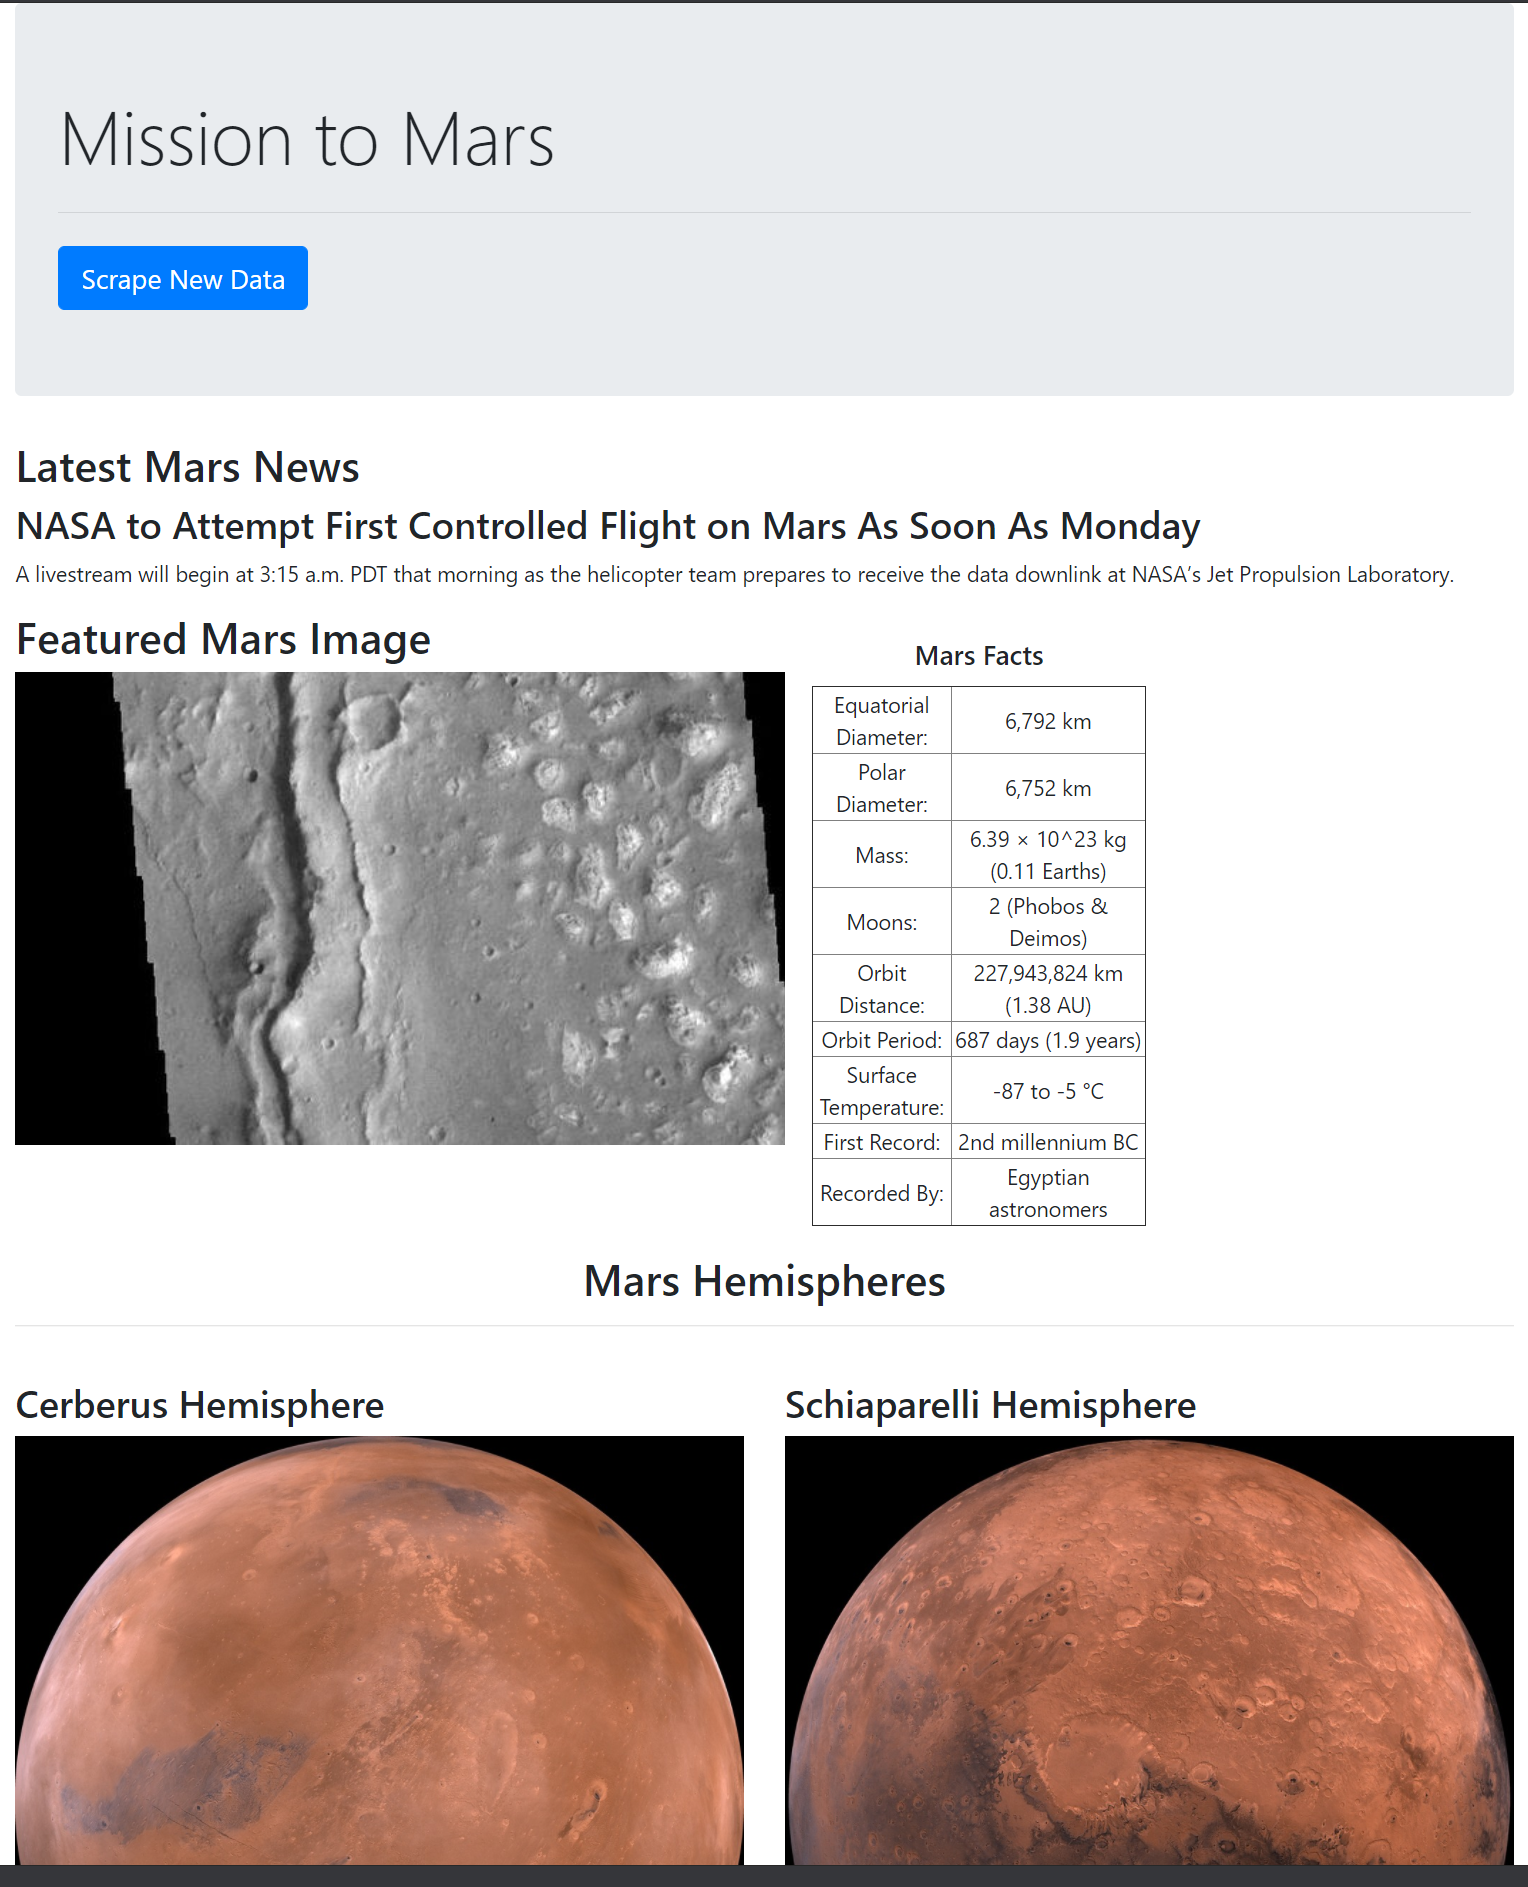 Mission to Mars
Scrape New Data
Latest Mars News
NASA to Attempt First Controlled Flight on Mars As Soon As Monday
A livestream will begin at 3:15 a.m. PDT that morning as the helicopter team prepares to receive the data downlink at NASA’s Jet Propulsion Laboratory.
Featured Mars Image
Mars Facts
Equatorial
Diameter:
6,792 km
Polar
Diameter:
6,752 km
Mass:
6.39 × 10^23 kg
(0.11 Earths)
Moons:
2 (Phobos &
Deimos)
Orbit
Distance:
227,943,824 km
(1.38 AU)
Orbit Period:
687 days (1.9 years)
Surface
Temperature:
-87 to -5 °C
First Record:
2nd millennium BC
Recorded By:
Egyptian
astronomers
Mars Hemispheres
Cerberus Hemisphere
Schiaparelli Hemisphere